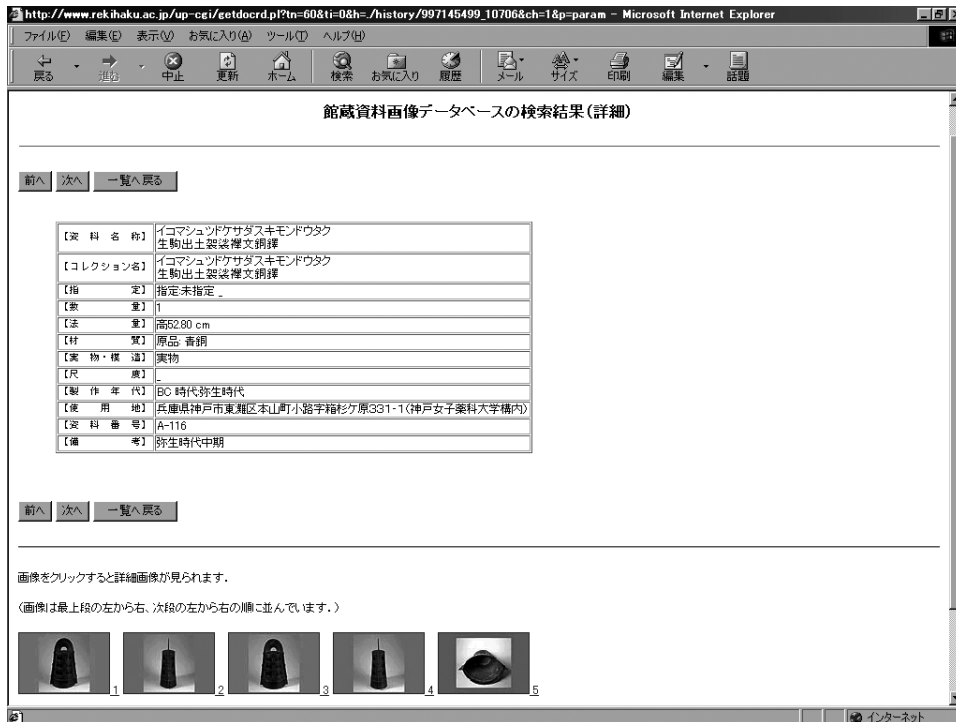 http://www.rekihaku.ac.jp/up-cgi/getdocrd.pl?tn=60&ti=0&h=./history/997145499_10706&ch=1&p=param - Microsoft Internet Explorer
ファイル(F) 編集(E) 表示(V) お気に入り(A) ツール(T) ヘルプ(H)
戻る 進む 中止 更新 ホーム 検索 お気に入り 履歴 メール サイズ 印刷 編集 話題
館蔵資料画像データベースの検索結果(詳細)
前へ 次へ 一覧へ戻る
【資料名称】 イコマシュツドケサダスキモンドウタク
生駒出土袈裟襷文銅鐸
【コレクション名】 イコマシュツドケサダスキモンドウタク
生駒出土袈裟襷文銅鐸
【指定】 指定:未指定 _
【数量】 1
【法量】 高52.80 cm
【材質】 原品: 青銅
【実物・模造】 実物
【尺度】 _
【製作年代】 BC 時代:弥生時代
【使用地】 兵庫県神戸市東灘区本山町小路字箱杉ケ原331-1(神戸女子薬科大学構内)
【資料番号】 A-116
【備考】 弥生時代中期
前へ 次へ 一覧へ戻る
画像をクリックすると詳細画像が見られます.
(画像は最上段の左から右、次段の左から右の順に並んでいます.)
1 2 3 4 5
インターネット